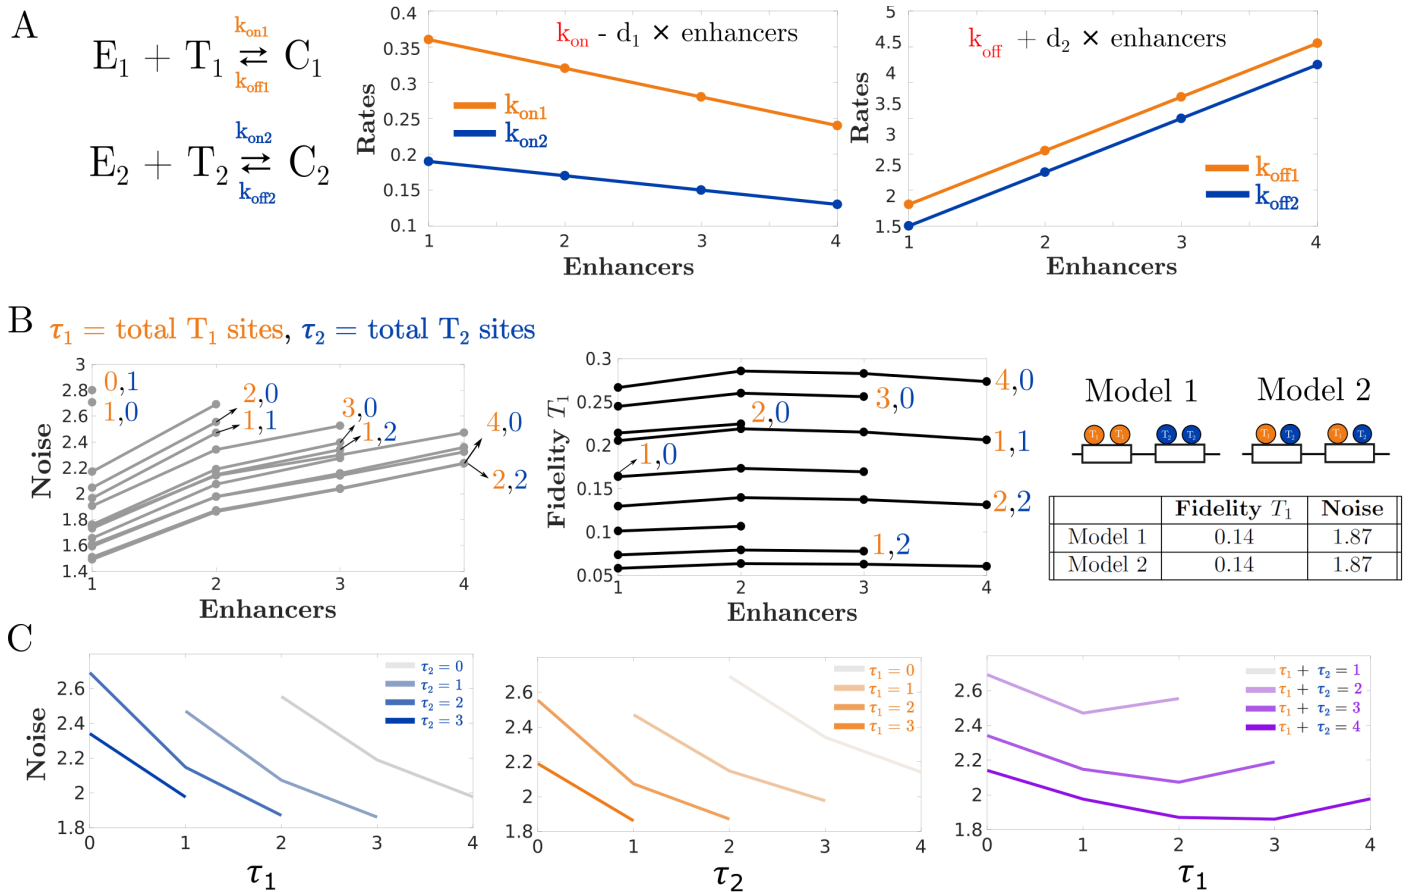 A
E1 + T1 ⇄ C1
kon1
koff1
E2 + T2 ⇄ C2
kon2
koff2
kon - d1 × enhancers
kon1
kon2
Rates
0.4
0.35
0.3
0.25
0.2
0.15
0.1
1 2 3 4
Enhancers
koff + d2 × enhancers
koff1
koff2
Rates
5
4.5
4
3.5
3
2.5
2
1.5
1 2 3 4
Enhancers
B
τ1 = total T1 sites, τ2 = total T2 sites
Noise
3
2.8
2.6
2.4
2.2
2
1.8
1.6
1.4
0,1
1,0
2,0
1,1
3,0
1,2
4,0
2,2
1 2 3 4
Enhancers
Fidelity T1
0.3
0.25
0.2
0.15
0.1
0.05
4,0
3,0
2,0
1,1
1,0
2,2
1,2
1 2 3 4
Enhancers
Model 1 Model 2
T1 T1 T2 T2 T1 T2 T1 T2
Fidelity T1 Noise
Model 1 0.14 1.87
Model 2 0.14 1.87
C
Noise
2.6
2.4
2.2
2
1.8
τ2 = 0
τ2 = 1
τ2 = 2
τ2 = 3
0 1 2 3 4
τ1
2.6
2.4
2.2
2
1.8
τ1 = 0
τ1 = 1
τ1 = 2
τ1 = 3
0 1 2 3 4
τ2
2.6
2.4
2.2
2
1.8
τ1 + τ2 = 1
τ1 + τ2 = 2
τ1 + τ2 = 3
τ1 + τ2 = 4
0 1 2 3 4
τ1